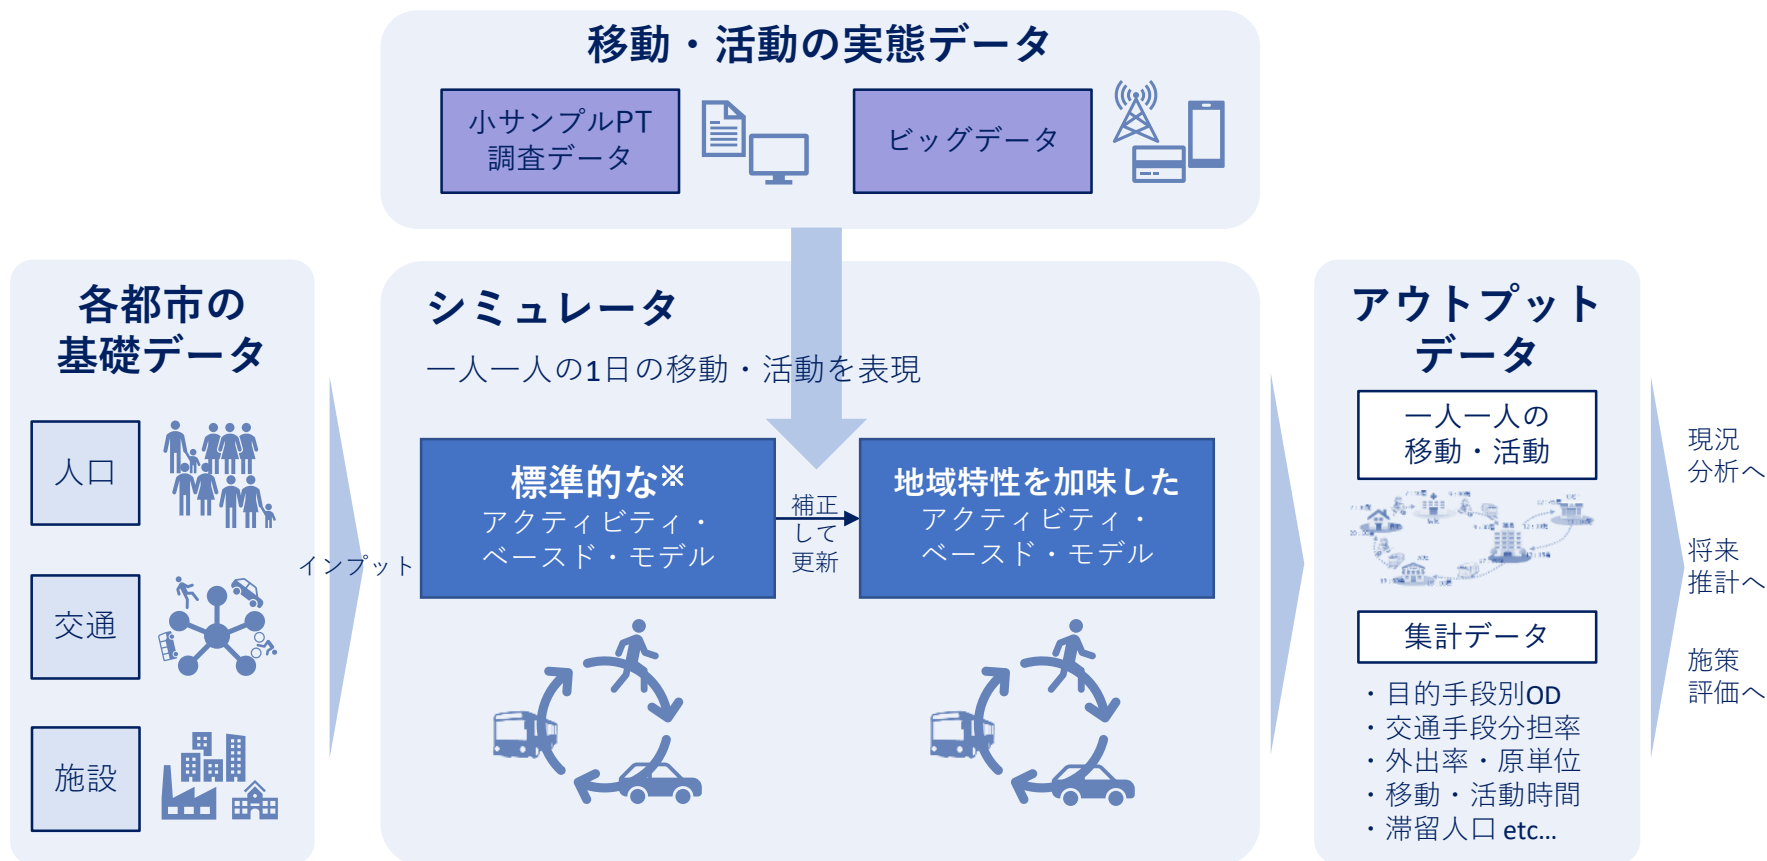 移動・活動の実態データ
小サンプルPT
調査データ
ビッグデータ
各都市の
基礎データ
人口
交通
施設
インプット
シミュレータ
一人一人の1日の移動・活動を表現
標準的な※
アクティビティ・
ベースド・モデル
補正
して
更新
地域特性を加味した
アクティビティ・
ベースド・モデル
アウトプット
データ
一人一人の
移動・活動
集計データ
・目的手段別OD
・交通手段分担率
・外出率・原単位
・移動・活動時間
・滞留人口 etc...
現況
分析へ
将来
推計へ
施策
評価へ